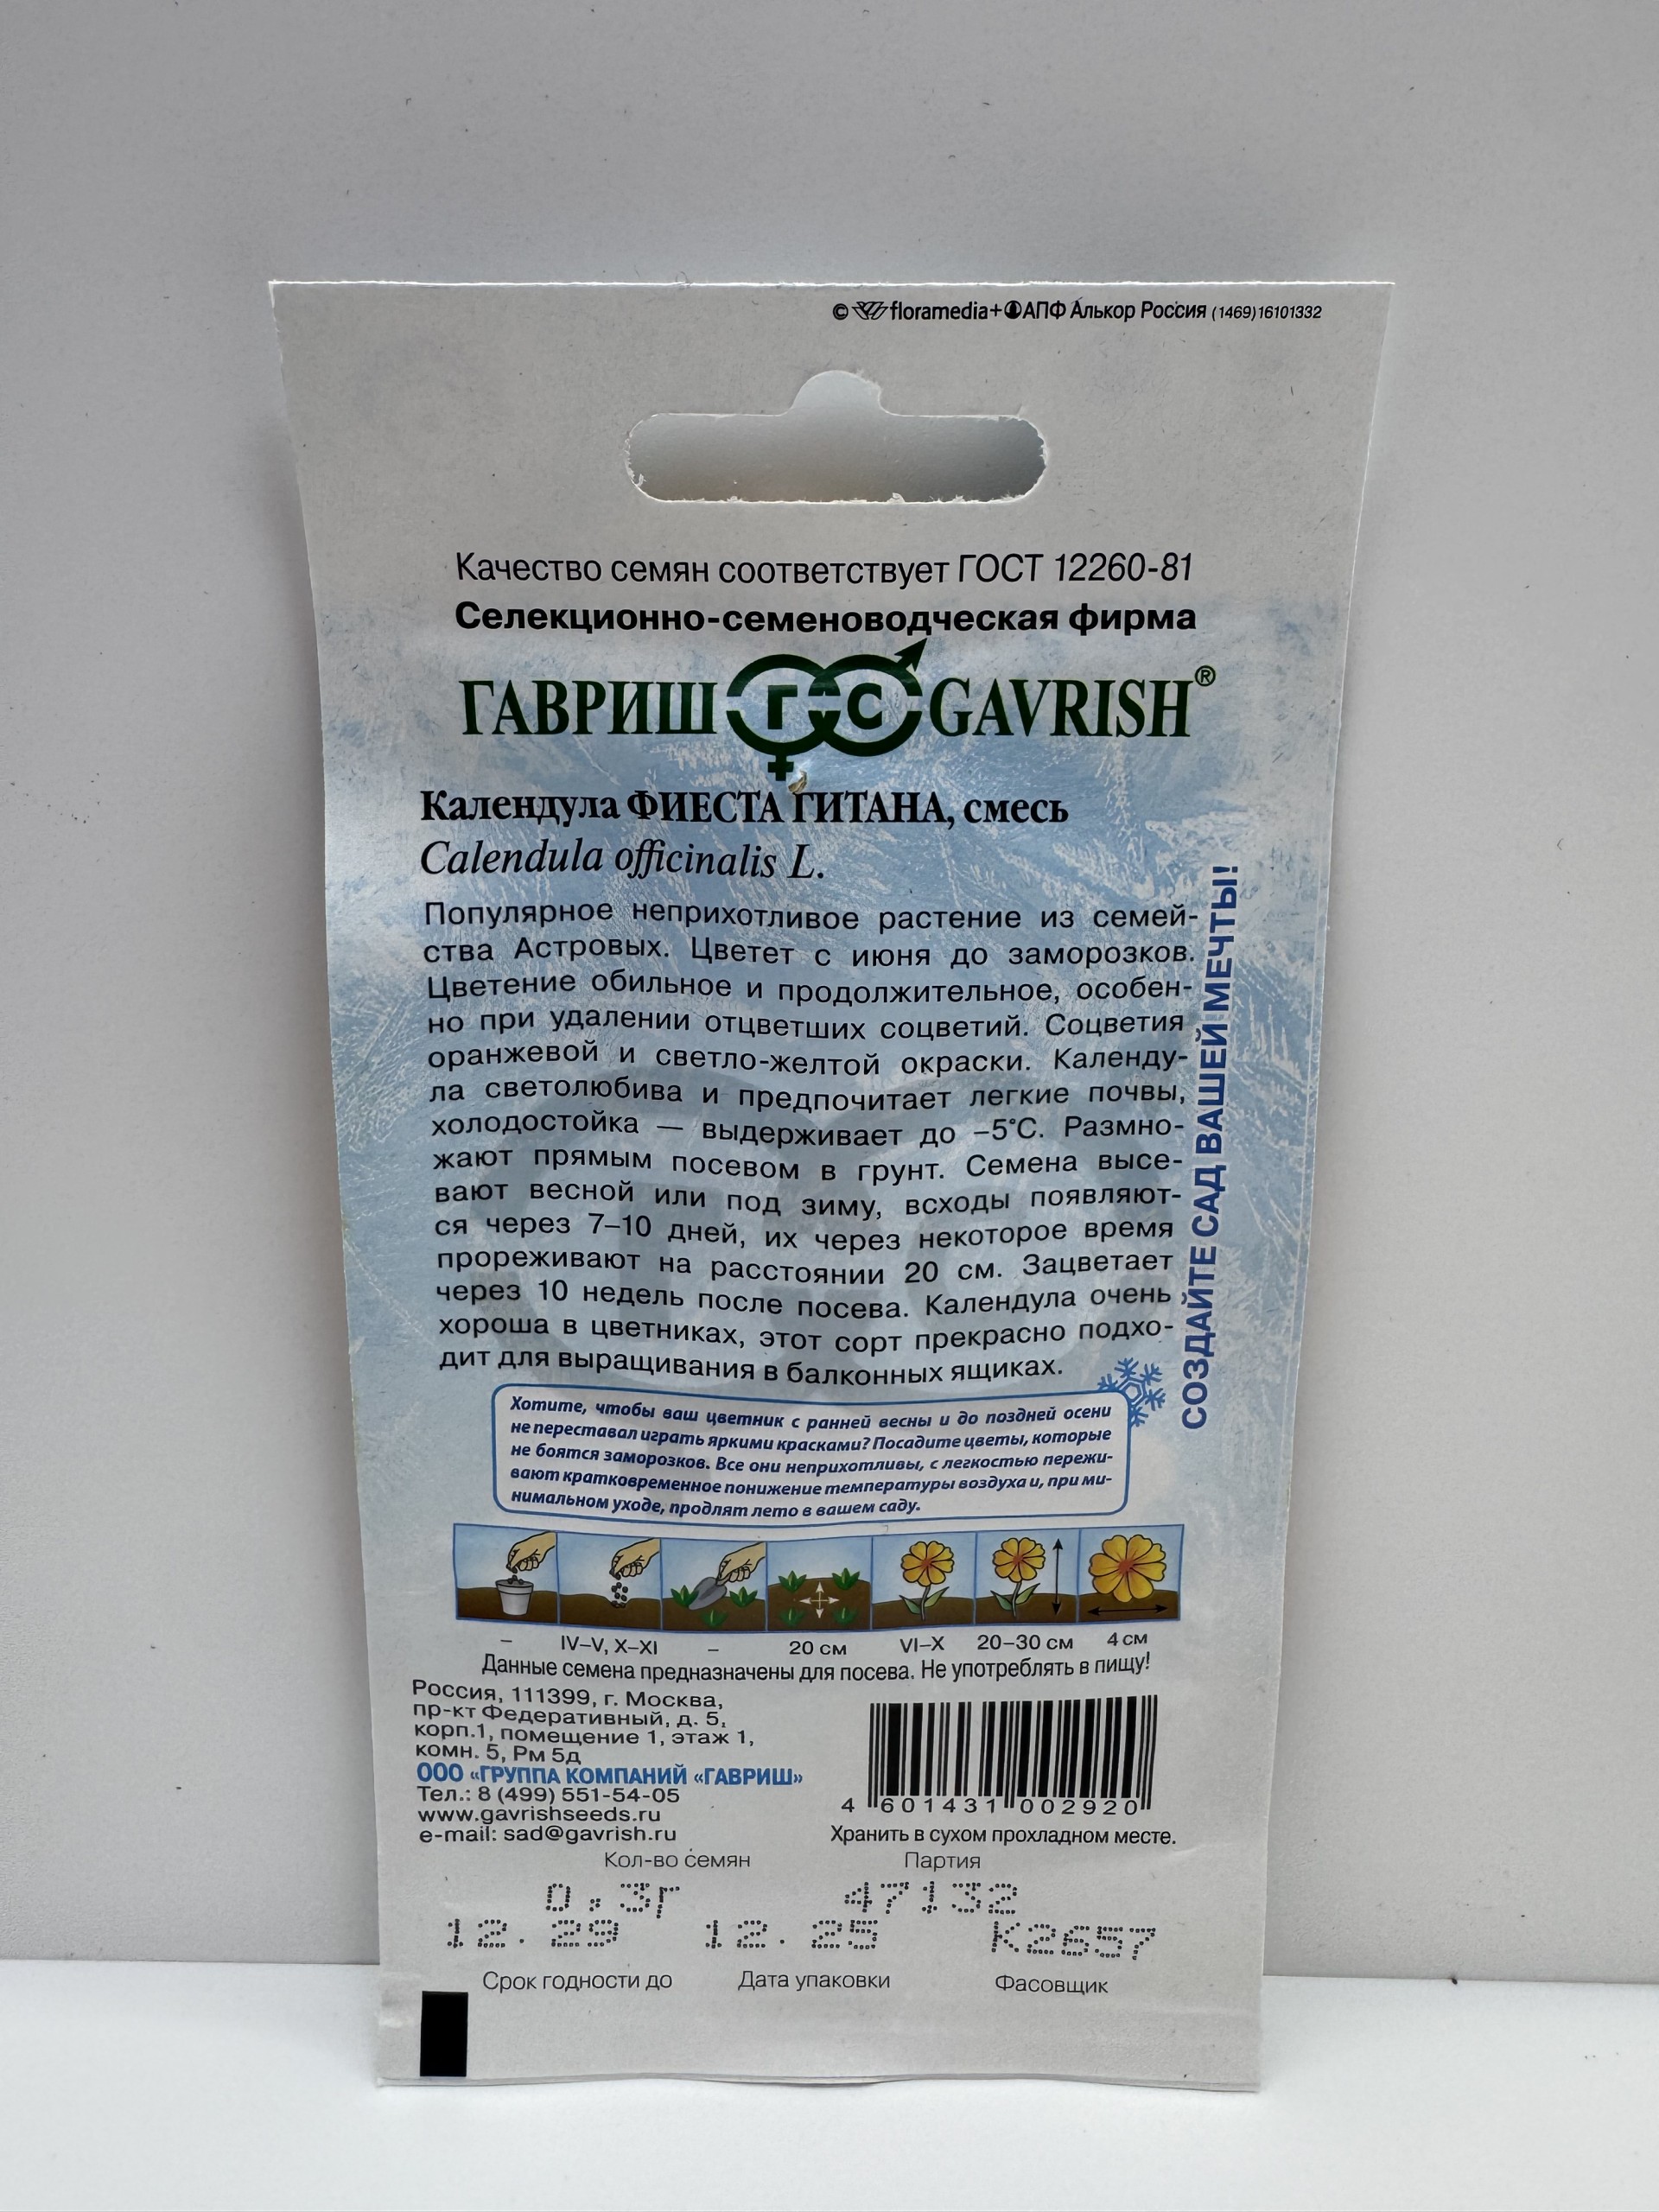 © floramedia+ АПФ Алькор Россия (1469)16101332
Качество семян соответствует ГОСТ 12260-81
Селекционно-семеноводческая фирма
ГАВРИШ ГС GAVRISH®
Календула ФИЕСТА ГИТАНА, смесь
Calendula officinalis L.
Популярное неприхотливое растение из семей-
ства Астровых. Цветет с июня до заморозков.
Цветение обильное и продолжительное, особен-
но при удалении отцветших соцветий. Соцветия
оранжевой и светло-желтой окраски. Календу-
ла светолюбива и предпочитает легкие почвы,
холодостойка — выдерживает до –5°С. Размно-
жают прямым посевом в грунт. Семена высе-
вают весной или под зиму, всходы появляют-
ся через 7–10 дней, их через некоторое время
прореживают на расстоянии 20 см. Зацветает
через 10 недель после посева. Календула очень
хороша в цветниках, этот сорт прекрасно подхо-
дит для выращивания в балконных ящиках.
СОЗДАЙТЕ САД ВАШЕЙ МЕЧТЫ!
Хотите, чтобы ваш цветник с ранней весны и до поздней осени
не переставал играть яркими красками? Посадите цветы, которые
не боятся заморозков. Все они неприхотливы, с легкостью пережи-
вают кратковременное понижение температуры воздуха и, при ми-
нимальном уходе, продлят лето в вашем саду.
– IV–V, X–XI – 20 см VI–X 20–30 см 4 см
Данные семена предназначены для посева. Не употреблять в пищу!
Россия, 111399, г. Москва,
пр-кт Федеративный, д. 5,
корп.1, помещение 1, этаж 1,
комн. 5, Рм 5д
ООО «ГРУППА КОМПАНИЙ «ГАВРИШ»
Тел.: 8 (499) 551-54-05
www.gavrishseeds.ru
e-mail: sad@gavrish.ru
4 601431 002920
Хранить в сухом прохладном месте.
Кол-во семян Партия
0,3г 47132
12.29 12.25 К2657
Срок годности до Дата упаковки Фасовщик